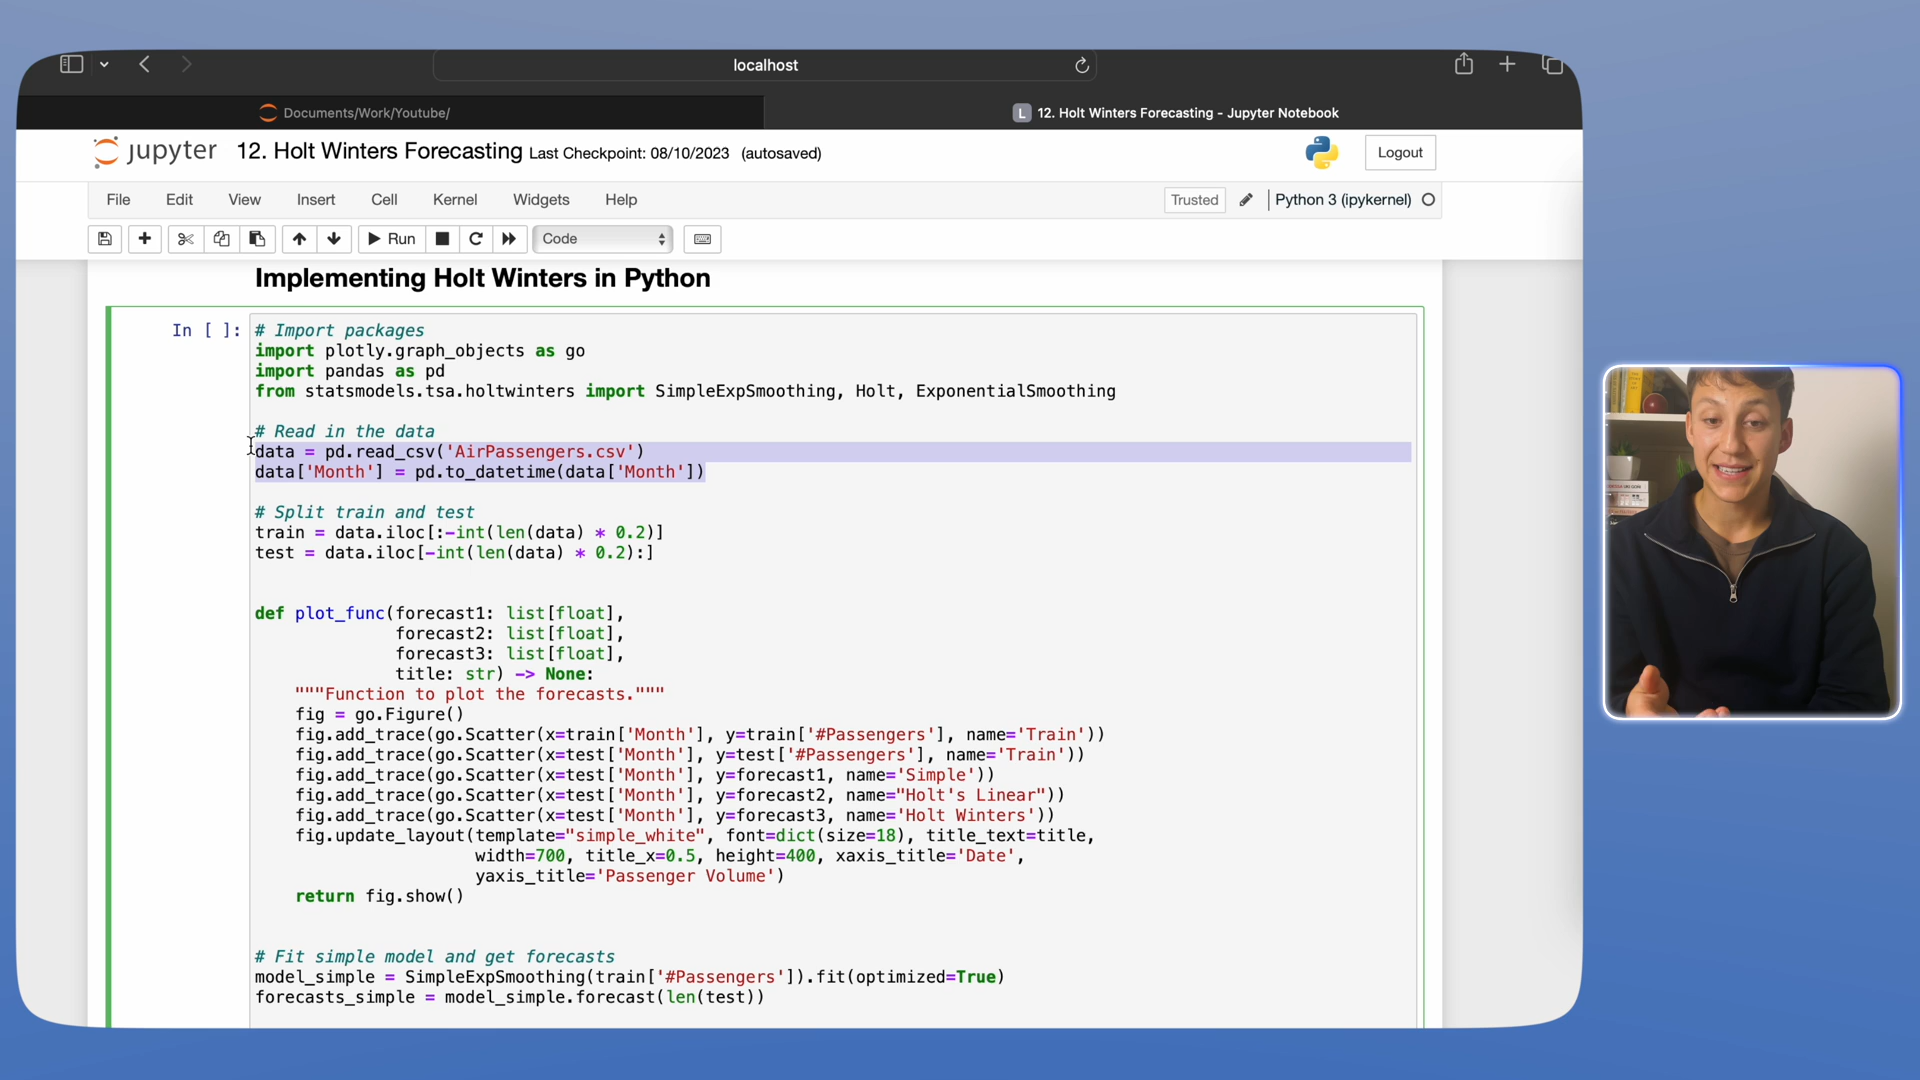 localhost
Documents/Work/Youtube/
L 12. Holt Winters Forecasting - Jupyter Notebook
jupyter 12. Holt Winters Forecasting Last Checkpoint: 08/10/2023 (autosaved)
Logout
File Edit View Insert Cell Kernel Widgets Help
Trusted Python 3 (ipykernel)
Run Code
Implementing Holt Winters in Python
In [ ]: # Import packages
import plotly.graph_objects as go
import pandas as pd
from statsmodels.tsa.holtwinters import SimpleExpSmoothing, Holt, ExponentialSmoothing
# Read in the data
data = pd.read_csv('AirPassengers.csv')
data['Month'] = pd.to_datetime(data['Month'])
# Split train and test
train = data.iloc[:-int(len(data) * 0.2)]
test = data.iloc[-int(len(data) * 0.2):]
def plot_func(forecast1: list[float],
forecast2: list[float],
forecast3: list[float],
title: str) -> None:
"""Function to plot the forecasts."""
fig = go.Figure()
fig.add_trace(go.Scatter(x=train['Month'], y=train['#Passengers'], name='Train'))
fig.add_trace(go.Scatter(x=test['Month'], y=test['#Passengers'], name='Train'))
fig.add_trace(go.Scatter(x=test['Month'], y=forecast1, name='Simple'))
fig.add_trace(go.Scatter(x=test['Month'], y=forecast2, name="Holt's Linear"))
fig.add_trace(go.Scatter(x=test['Month'], y=forecast3, name='Holt Winters'))
fig.update_layout(template="simple_white", font=dict(size=18), title_text=title,
width=700, title_x=0.5, height=400, xaxis_title='Date',
yaxis_title='Passenger Volume')
return fig.show()
# Fit simple model and get forecasts
model_simple = SimpleExpSmoothing(train['#Passengers']).fit(optimized=True)
forecasts_simple = model_simple.forecast(len(test))